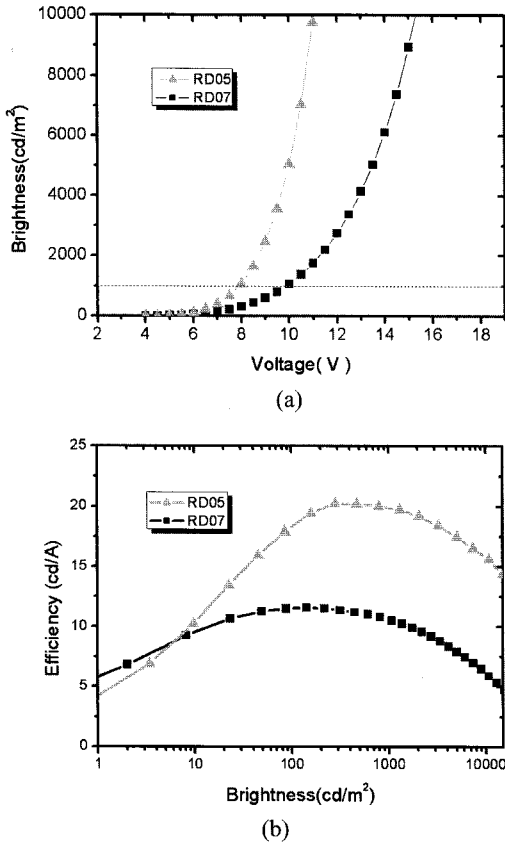 10000
8000
6000
4000
2000
0
Brightness(cd/m²)
RD05
RD07
2 4 6 8 10 12 14 16 18
Voltage( V )
(a)
25
20
15
10
5
0
Efficiency (cd/A)
RD05
RD07
1 10 100 1000 10000
Brightness(cd/m²)
(b)